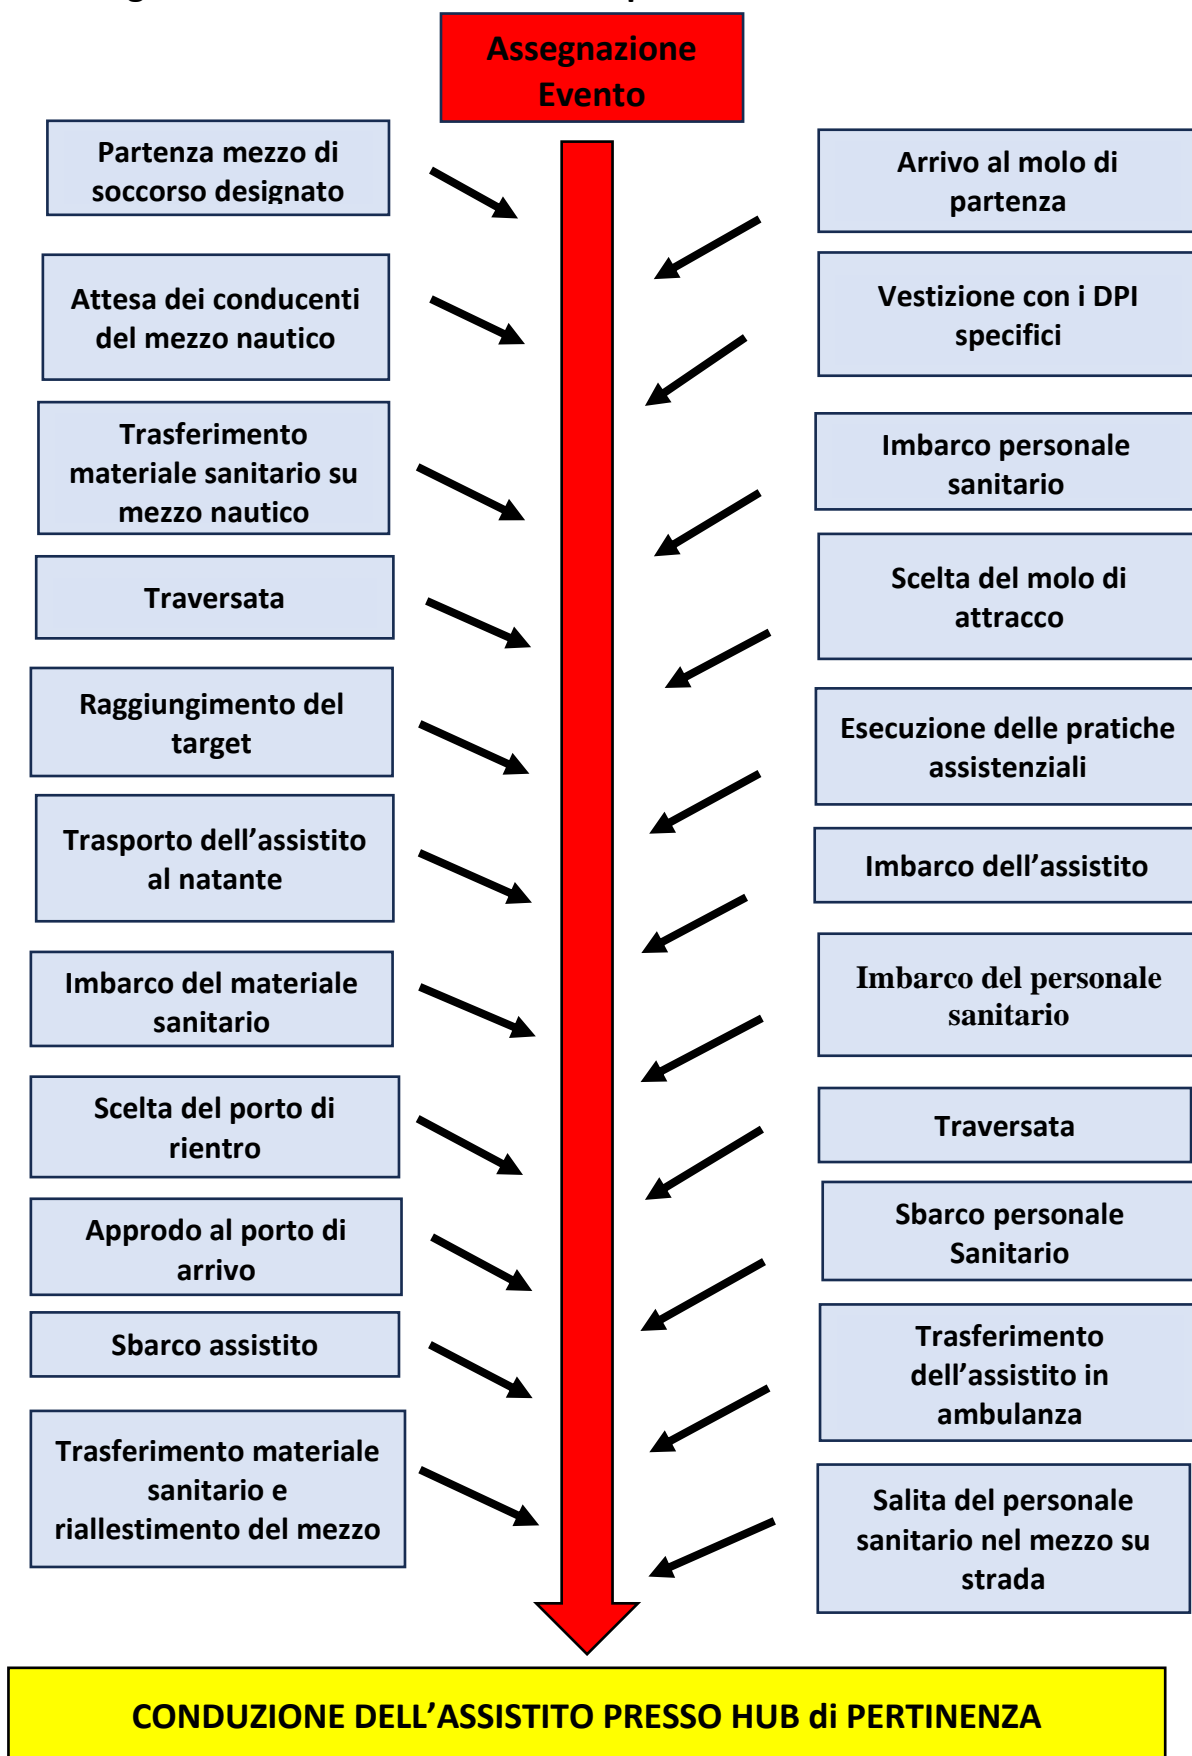 Assegnazione
Evento
Partenza mezzo di
soccorso designato
Arrivo al molo di
partenza
Attesa dei conducenti
del mezzo nautico
Vestizione con i DPI
specifici
Trasferimento
materiale sanitario su
mezzo nautico
Imbarco personale
sanitario
Traversata
Scelta del molo di
attracco
Raggiungimento del
target
Esecuzione delle pratiche
assistenziali
Trasporto dell’assistito
al natante
Imbarco dell’assistito
Imbarco del materiale
sanitario
Imbarco del personale
sanitario
Scelta del porto di
rientro
Traversata
Approdo al porto di
arrivo
Sbarco personale
Sanitario
Sbarco assistito
Trasferimento
dell’assistito in
ambulanza
Trasferimento materiale
sanitario e
riallestimento del mezzo
Salita del personale
sanitario nel mezzo su
strada
CONDUZIONE DELL’ASSISTITO PRESSO HUB di PERTINENZA